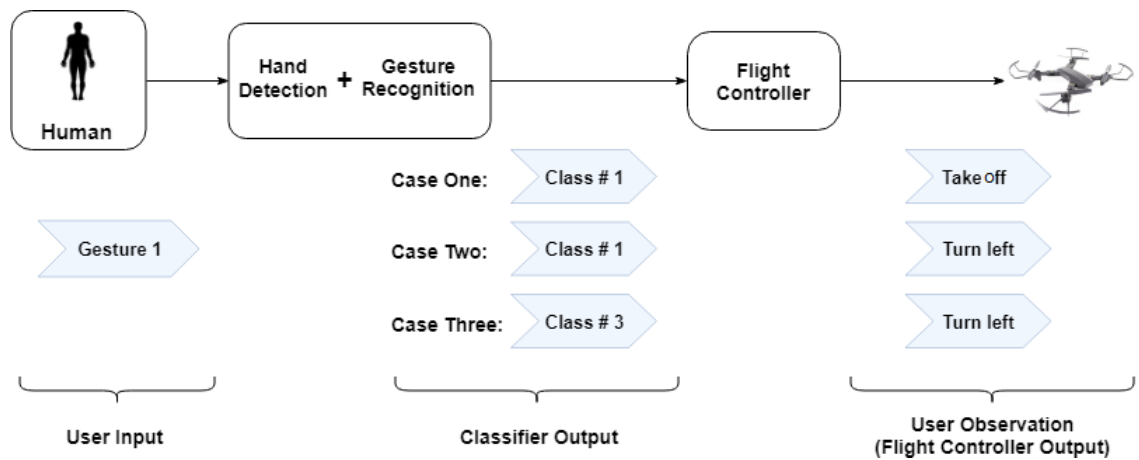 Human
Hand
Detection
+
Gesture
Recognition
Flight
Controller
Case One:
Class # 1
Take off
Gesture 1
Case Two:
Class # 1
Turn left
Case Three:
Class # 3
Turn left
User Input
Classifier Output
User Observation
(Flight Controller Output)